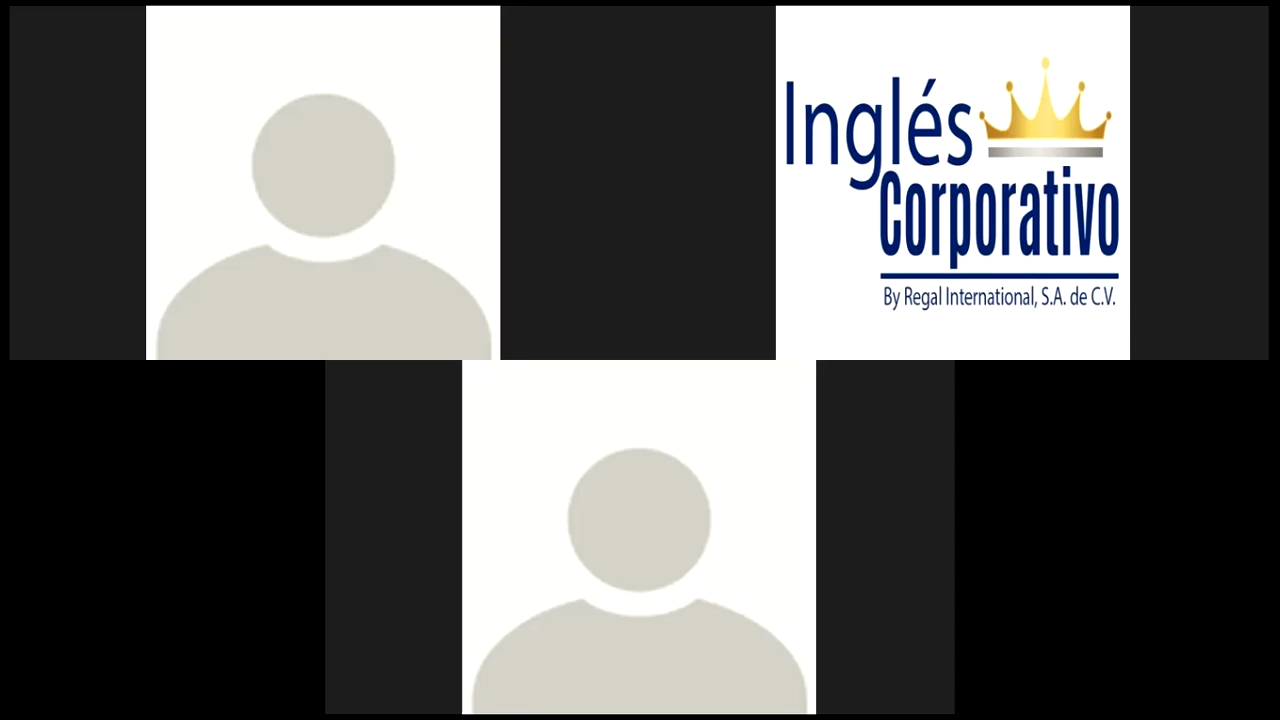 Inglés
Corporativo
By Regal International, S.A. de C.V.